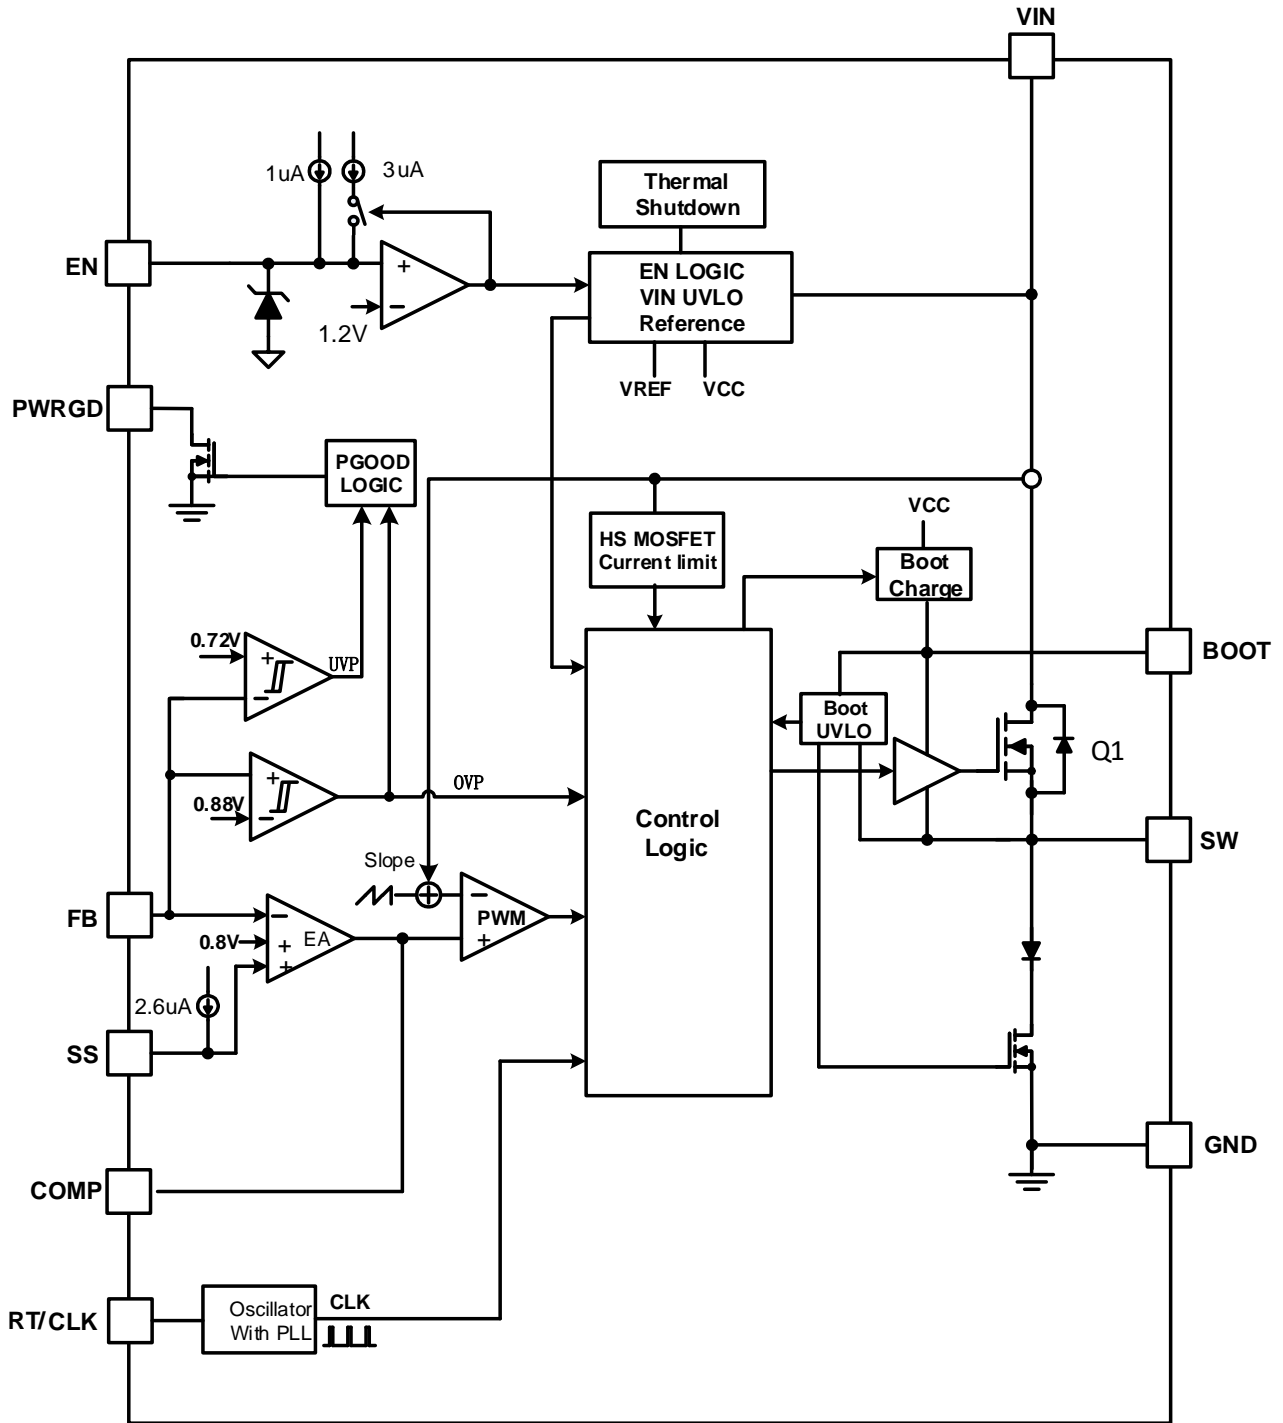 VIN
1uA
3uA
Thermal
Shutdown
EN
+
EN LOGIC
VIN UVLO
Reference
−
1.2V
VREF
VCC
PWRGD
PGOOD
LOGIC
VCC
HS MOSFET
Current limit
Boot
Charge
0.72V
+
UVP
−
BOOT
Boot
UVLO
Q1
+
OVP
0.88V
−
Control
Logic
SW
Slope
+
−
PWM
+
FB
−
0.8V
+
EA
+
2.6uA
SS
GND
COMP
RT/CLK
Oscillator
With PLL
CLK